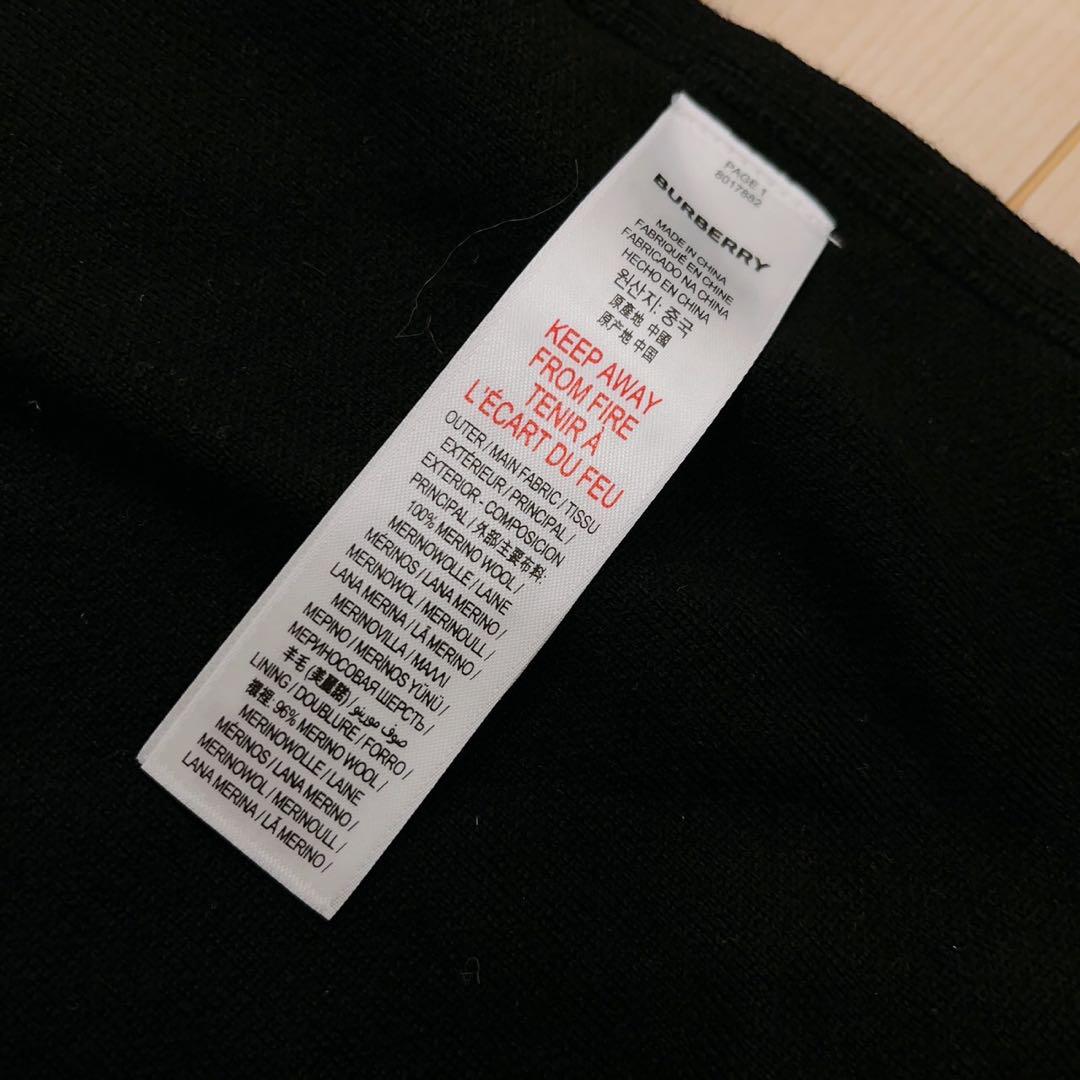 PAGE 1
8017882
BURBERRY
MADE IN CHINA
FABRIQUÉ EN CHINE
FABRICADO NA CHINA
HECHO EN CHINA
원산지: 중국
原產地 中國
原产地 中国
KEEP AWAY
FROM FIRE
TENIR À
L'ÉCART DU FEU
OUTER / MAIN FABRIC / TISSU
EXTÉRIEUR / PRINCIPAL /
EXTERIOR - COMPOSICION
PRINCIPAL / 外部/主要布料:
100% MERINO WOOL /
MERINOWOLLE / LAINE
MÉRINOS / LANA MERINO /
MERINOWOL / MERINOULL /
LANA MERINA / LÃ MERINO /
MERINOVILLA / ΜΑΛΛΙ
ΜΕΡΙΝΟ / MERİNOS YÜNÜ /
МЕРИНОСОВАЯ ШЕРСТЬ /
羊毛 (美麗諾) / صوف مورينو
LINING / DOUBLURE / FORRO /
襯裡: 96% MERINO WOOL /
MERINOWOLLE / LAINE
MÉRINOS / LANA MERINO /
MERINOWOL / MERINOULL /
LANA MERINA / LÃ MERINO /